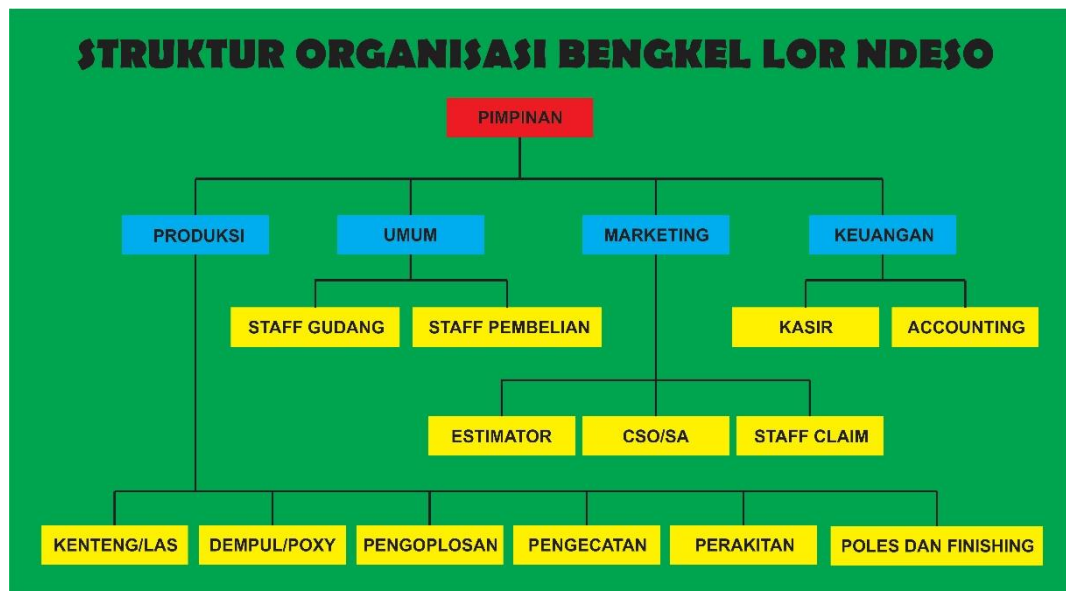 STRUKTUR ORGANISASI BENGKEL LOR NDESO
PIMPINAN
PRODUKSI
UMUM
MARKETING
KEUANGAN
STAFF GUDANG
STAFF PEMBELIAN
KASIR
ACCOUNTING
ESTIMATOR
CSO/SA
STAFF CLAIM
KENTENG/LAS
DEMPUL/POXY
PENGOPLOSAN
PENGECATAN
PERAKITAN
POLES DAN FINISHING